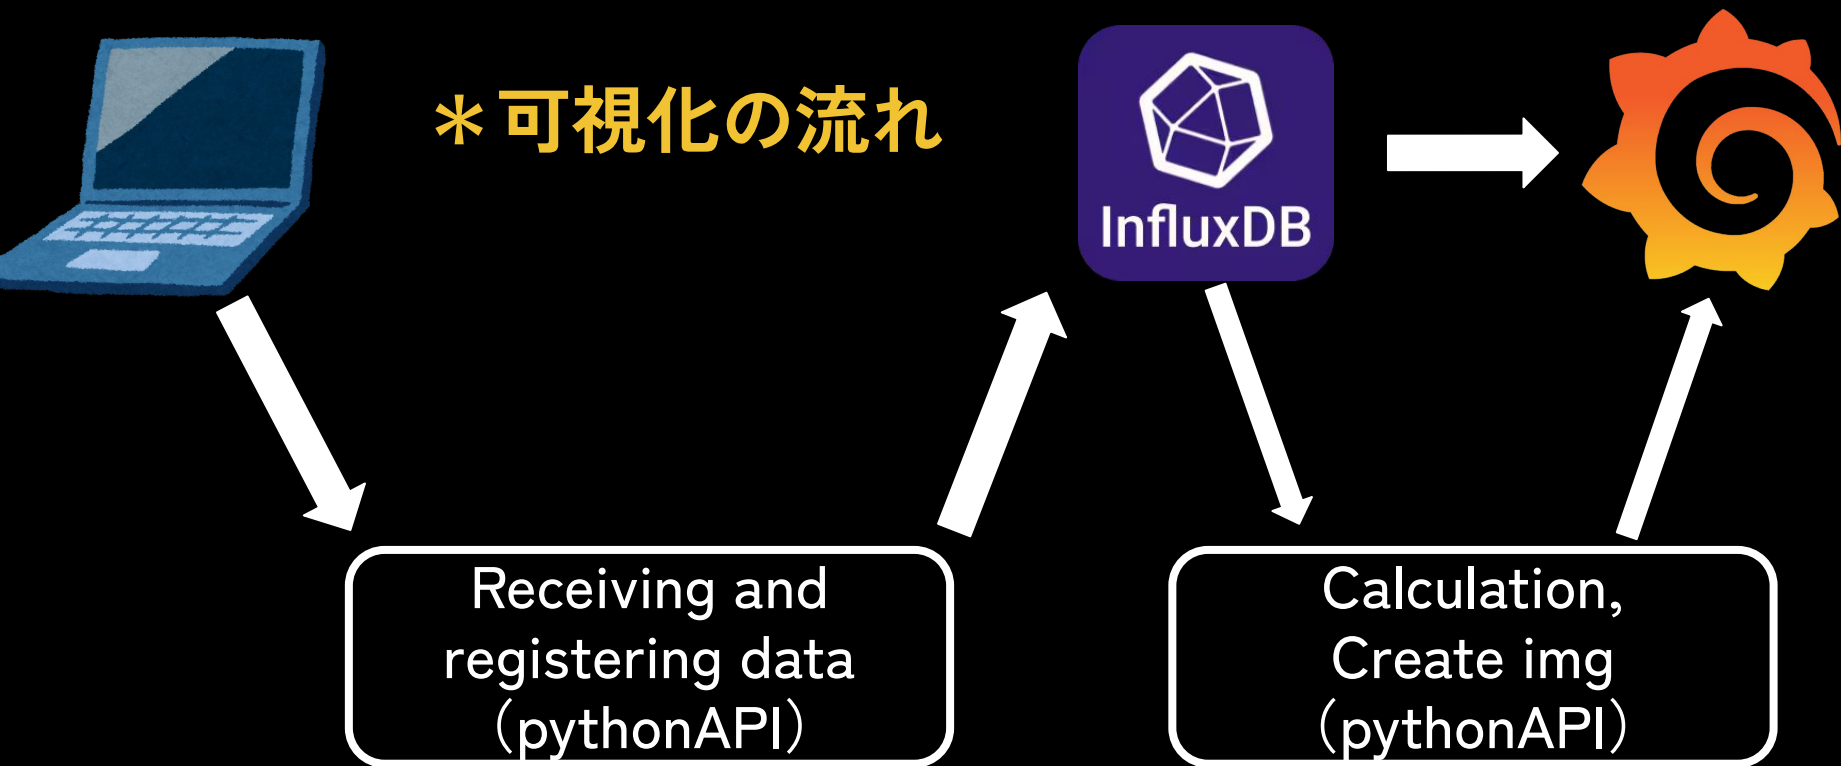 ＊可視化の流れ
InfluxDB
Receiving and
registering data
（pythonAPI）
Calculation,
Create img
（pythonAPI）